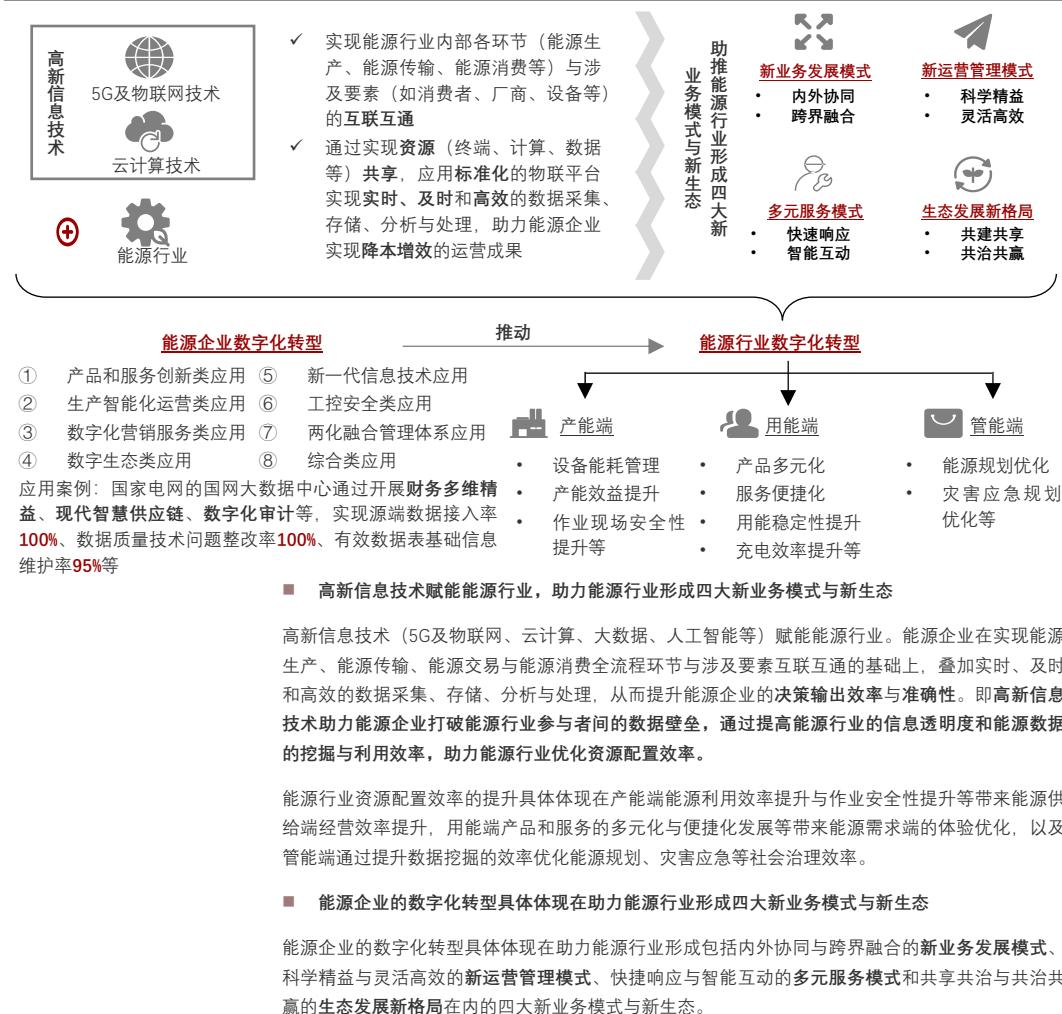 高新信息技术
5G及物联网技术
云计算技术
能源行业
✓ 实现能源行业内部各环节（能源生
产、能源传输、能源消费等）与涉
及要素（如消费者、厂商、设备等）
的互联互通
✓ 通过实现资源（终端、计算、数据
等）共享，应用标准化的物联平台
实现实时、及时和高效的数据采集、
存储、分析与处理，助力能源企业
实现降本增效的运营成果
助推能源行业形成四大新
业务模式与新生态
新业务发展模式
• 内外协同
• 跨界融合
新运营管理模式
• 科学精益
• 灵活高效
多元服务模式
• 快速响应
• 智能互动
生态发展新格局
• 共建共享
• 共治共赢
能源企业数字化转型
推动
能源行业数字化转型
① 产品和服务创新类应用
② 生产智能化运营类应用
③ 数字化营销服务类应用
④ 数字生态类应用
⑤ 新一代信息技术应用
⑥ 工控安全类应用
⑦ 两化融合管理体系应用
⑧ 综合类应用
应用案例：国家电网的国网大数据中心通过开展财务多维精
益、现代智慧供应链、数字化审计等，实现源端数据接入率
100%、数据质量技术问题整改率100%、有效数据表基础信息
维护率95%等
产能端
• 设备能耗管理
• 产能效益提升
• 作业现场安全性
提升等
用能端
• 产品多元化
• 服务便捷化
• 用能稳定性提升
• 充电效率提升等
管能端
• 能源规划优化
• 灾害应急规划
优化等
■ 高新信息技术赋能能源行业，助力能源行业形成四大新业务模式与新生态
高新信息技术（5G及物联网、云计算、大数据、人工智能等）赋能能源行业。能源企业在实现能源
生产、能源传输、能源交易与能源消费全流程环节与涉及要素互联互通的基础上，叠加实时、及时
和高效的数据采集、存储、分析与处理，从而提升能源企业的决策输出效率与准确性。即高新信息
技术助力能源企业打破能源行业参与者间的数据壁垒，通过提高能源行业的信息透明度和能源数据
的挖掘与利用效率，助力能源行业优化资源配置效率。
能源行业资源配置效率的提升具体体现在产能端能源利用效率提升与作业安全性提升等带来能源供
给端经营效率提升，用能端产品和服务的多元化与便捷化发展等带来能源需求端的体验优化，以及
管能端通过提升数据挖掘的效率优化能源规划、灾害应急等社会治理效率。
■ 能源企业的数字化转型具体体现在助力能源行业形成四大新业务模式与新生态
能源企业的数字化转型具体体现在助力能源行业形成包括内外协同与跨界融合的新业务发展模式、
科学精益与灵活高效的新运营管理模式、快捷响应与智能互动的多元服务模式和共享共治与共治共
赢的生态发展新格局在内的四大新业务模式与新生态。